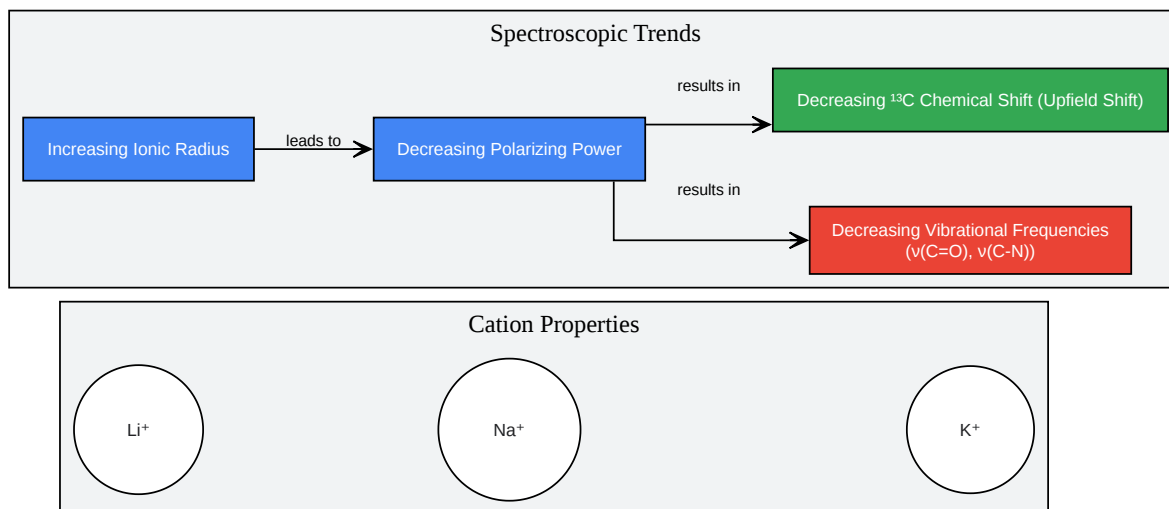 Spectroscopic Trends
results in
Decreasing ¹³C Chemical Shift (Upfield Shift)
Increasing Ionic Radius
leads to
Decreasing Polarizing Power
results in
Decreasing Vibrational Frequencies
(ν(C=O), ν(C-N))
Cation Properties
Li⁺
Na⁺
K⁺